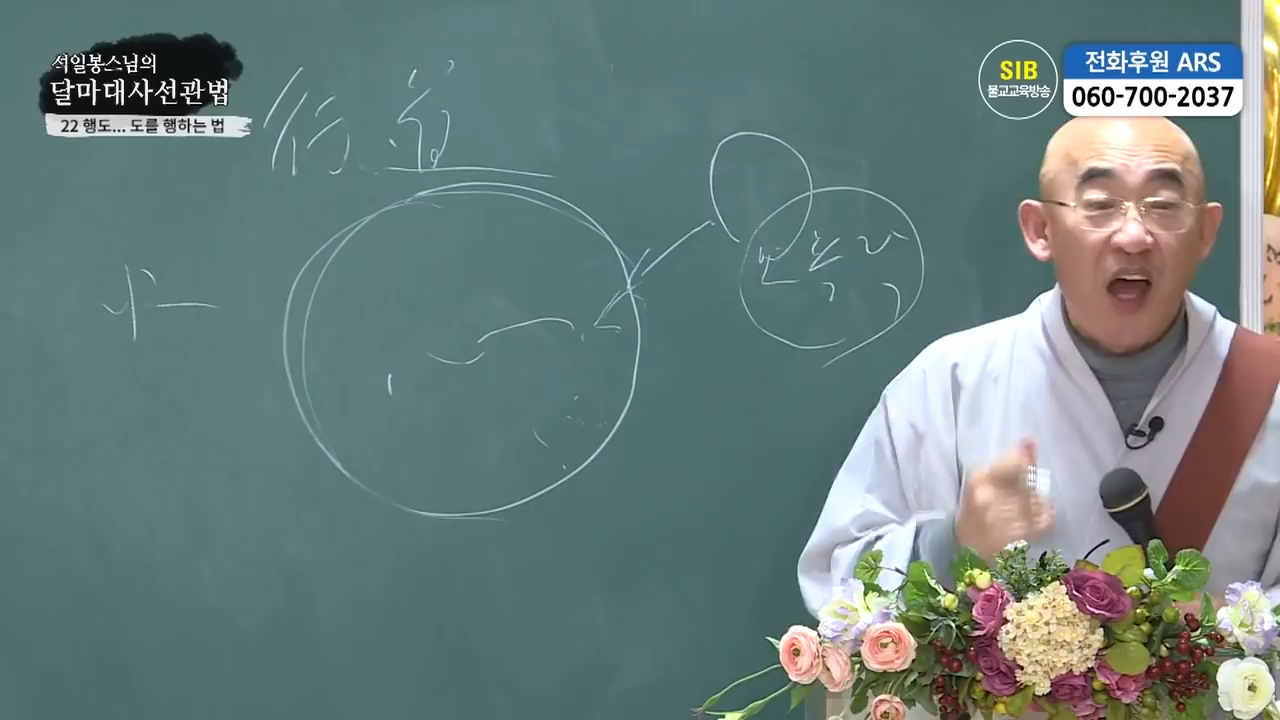 석일봉스님의
달마대사선관법
22 행도... 도를 행하는 법
SIB
불교교육방송
전화후원 ARS
060-700-2037
行道